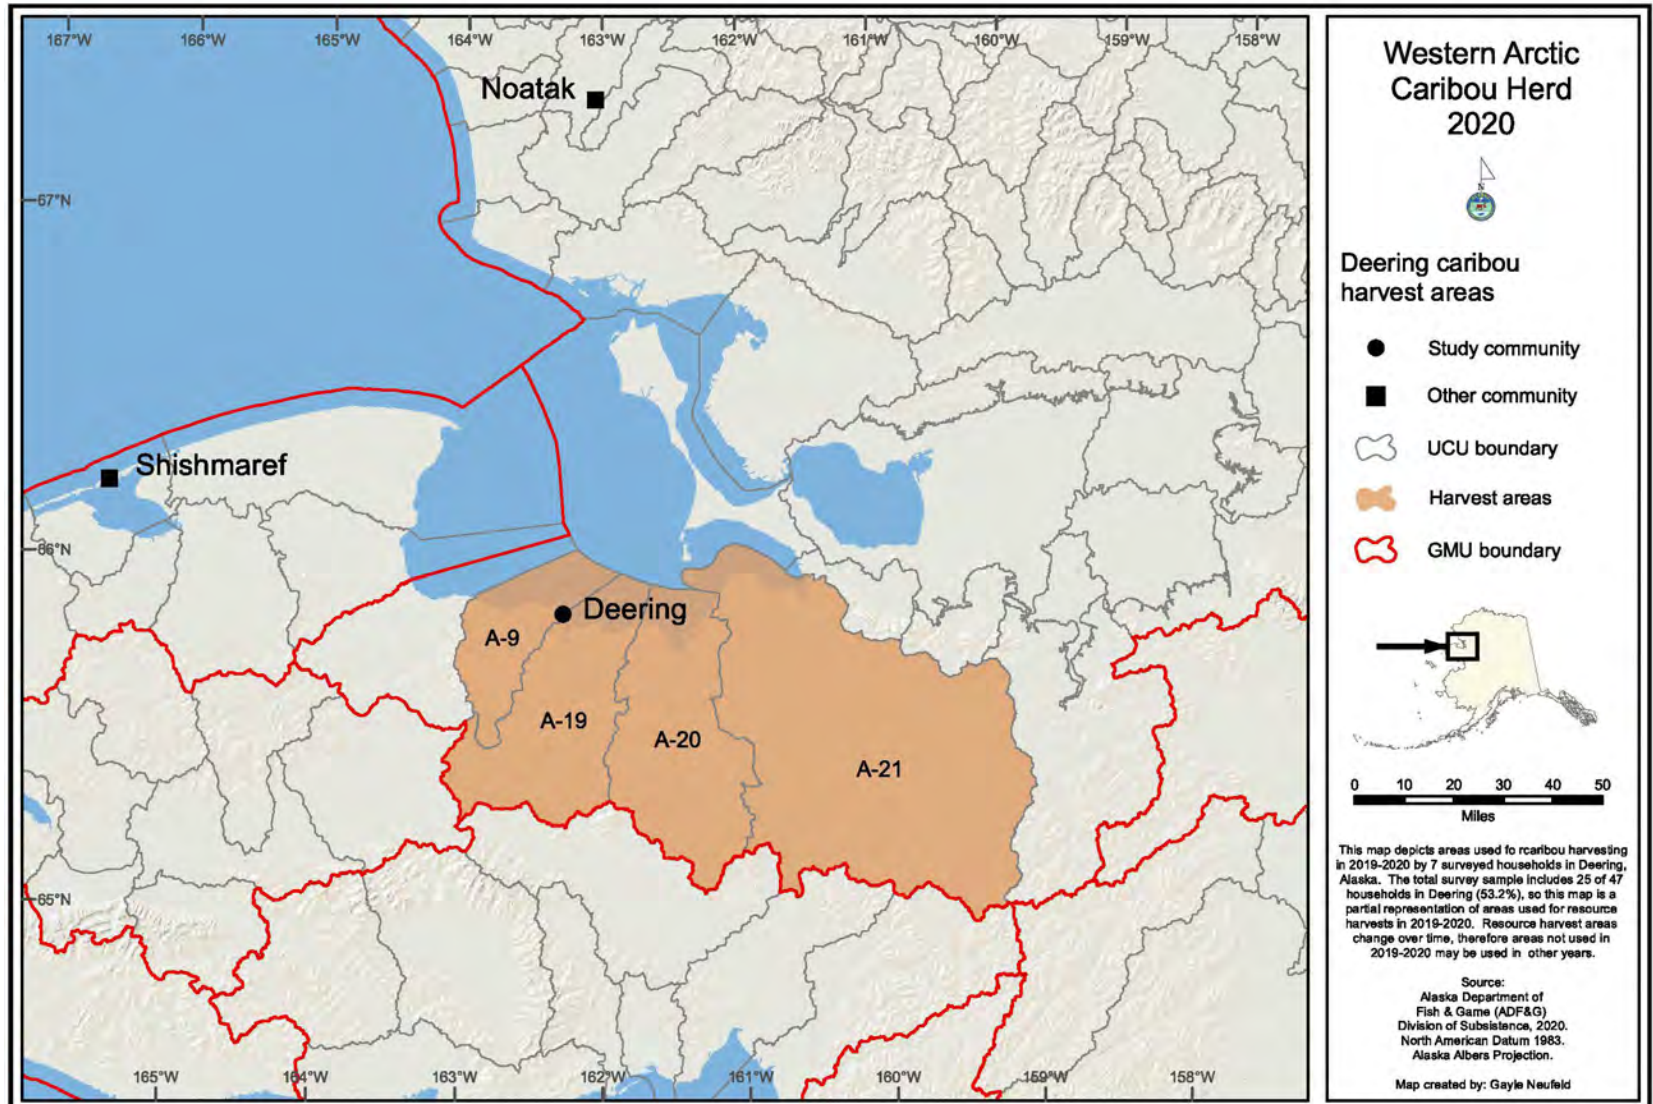 167°W 166°W 165°W 164°W 163°W 162°W 161°W 160°W 159°W 158°W
Noatak
67°N
Shishmaref
66°N
Deering
A-9
A-19
A-20
A-21
65°N
165°W 164°W 163°W 162°W 161°W 160°W 159°W 158°W
Western Arctic
Caribou Herd
2020
N
Deering caribou
harvest areas
Study community
Other community
UCU boundary
Harvest areas
GMU boundary
0 10 20 30 40 50
Miles
This map depicts areas used fo rcaribou harvesting
in 2019-2020 by 7 surveyed households in Deering,
Alaska. The total survey sample includes 25 of 47
households in Deering (53.2%), so this map is a
partial representation of areas used for resource
harvests in 2019-2020. Resource harvest areas
change over time, therefore areas not used in
2019-2020 may be used in other years.
Source:
Alaska Department of
Fish & Game (ADF&G)
Division of Subsistence, 2020.
North American Datum 1983.
Alaska Albers Projection.
Map created by: Gayle Neufeld